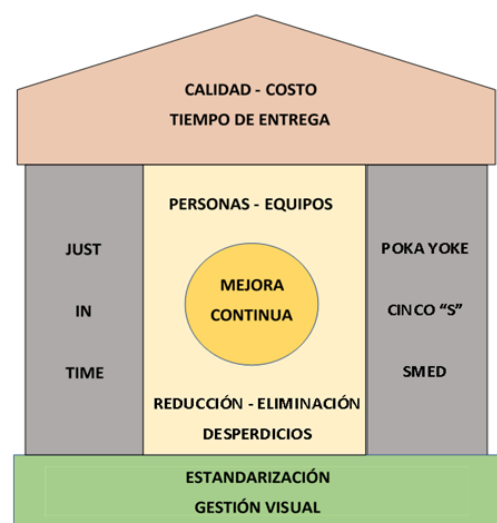 CALIDAD - COSTO
TIEMPO DE ENTREGA
JUST
IN
TIME
PERSONAS - EQUIPOS
MEJORA
CONTINUA
REDUCCIÓN - ELIMINACIÓN
DESPERDICIOS
POKA YOKE
CINCO “S”
SMED
ESTANDARIZACIÓN
GESTIÓN VISUAL